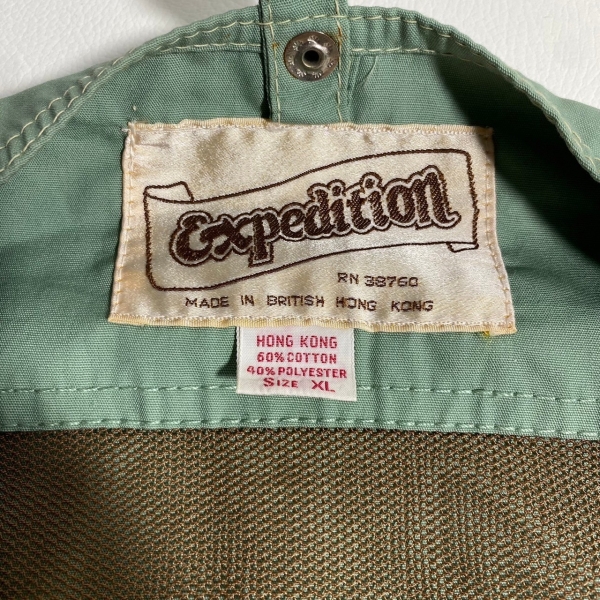 Expedition
RN 38760
MADE IN BRITISH HONG KONG
HONG KONG
60% COTTON
40% POLYESTER
SIZE XL